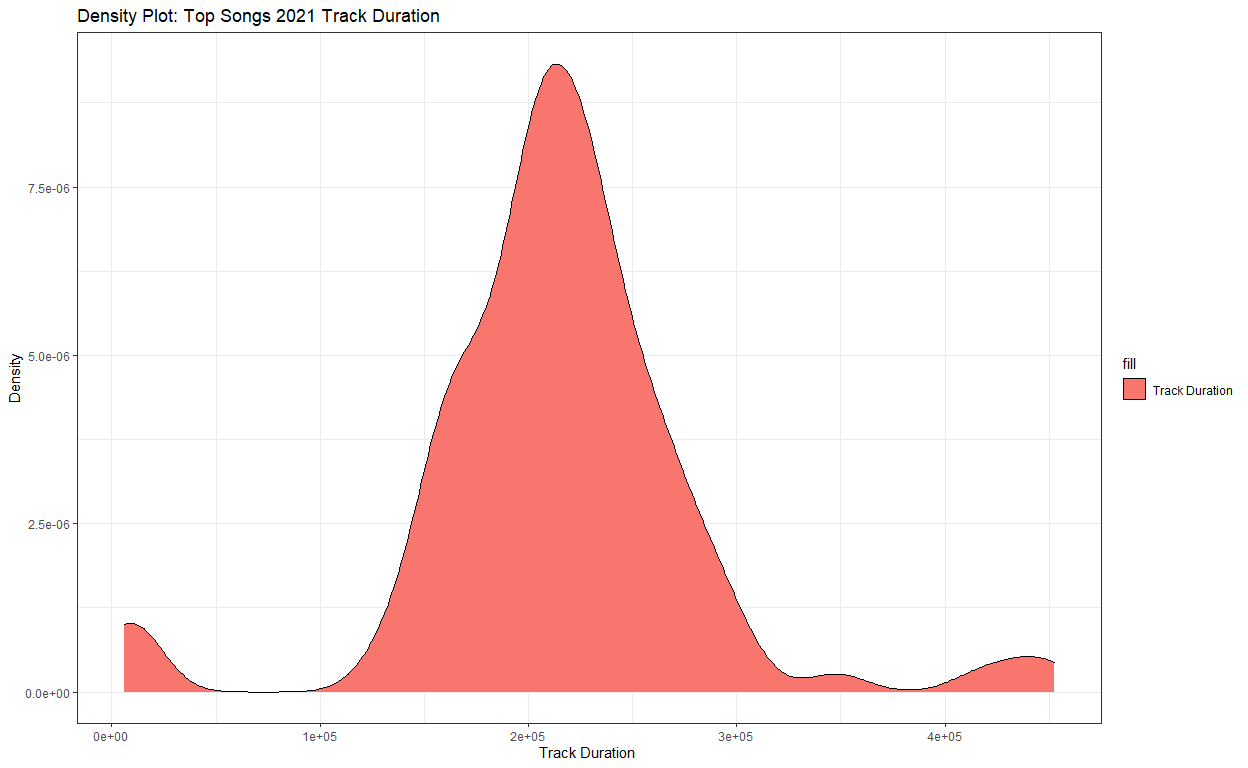 Density Plot: Top Songs 2021 Track Duration
7.5e-06
5.0e-06
2.5e-06
0.0e+00
Density
0e+00 1e+05 2e+05 3e+05 4e+05
Track Duration
fill
Track Duration